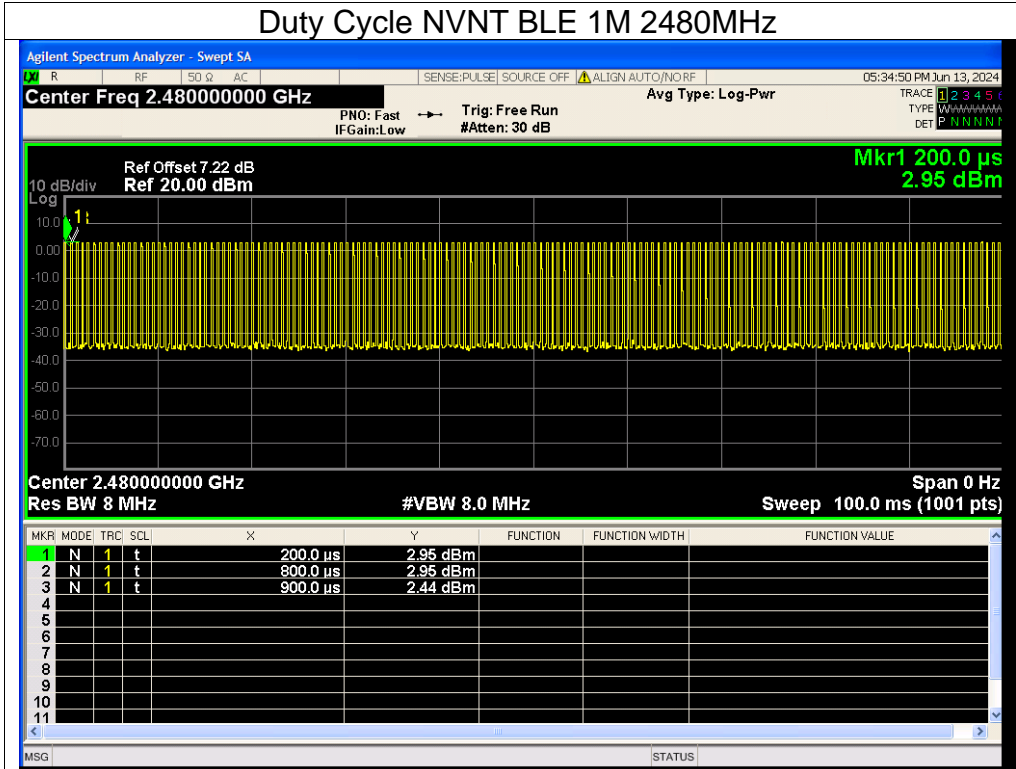 Duty Cycle NVNT BLE 1M 2480MHz
Agilent Spectrum Analyzer - Swept SA
LXI R RF 50 Ω AC SENSE:PULSE SOURCE OFF ALIGN AUTO/NO RF 05:34:50 PM Jun 13, 2024
Center Freq 2.480000000 GHz Avg Type: Log-Pwr TRACE 1 2 3 4 5 6
PNO: Fast Trig: Free Run TYPE
IFGain:Low #Atten: 30 dB DET P N N N N
Mkr1 200.0 µs
Ref Offset 7.22 dB
10 dB/div Ref 20.00 dBm 2.95 dBm
Log
10.0
1
0.00
-10.0
-20.0
-30.0
-40.0
-50.0
-60.0
-70.0
Center 2.480000000 GHz Span 0 Hz
Res BW 8 MHz #VBW 8.0 MHz Sweep 100.0 ms (1001 pts)
MKR MODE TRC SCL X Y FUNCTION FUNCTION WIDTH FUNCTION VALUE
1 N 1 t 200.0 µs 2.95 dBm
2 N 1 t 800.0 µs 2.95 dBm
3 N 1 t 900.0 µs 2.44 dBm
4
5
6
7
8
9
10
11
MSG STATUS